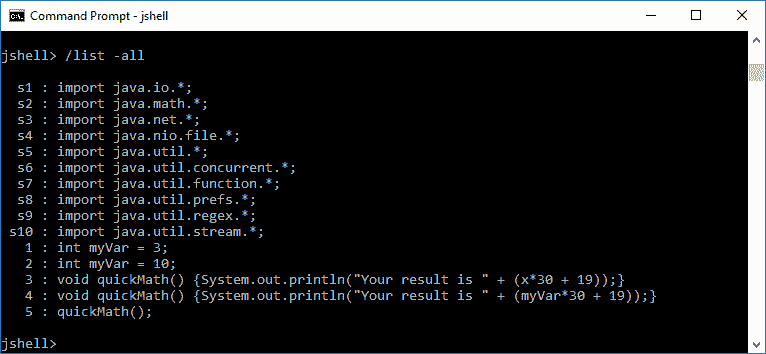 Command Prompt - jshell
jshell> /list -all
s1 : import java.io.*;
s2 : import java.math.*;
s3 : import java.net.*;
s4 : import java.nio.file.*;
s5 : import java.util.*;
s6 : import java.util.concurrent.*;
s7 : import java.util.function.*;
s8 : import java.util.prefs.*;
s9 : import java.util.regex.*;
s10 : import java.util.stream.*;
1 : int myVar = 3;
2 : int myVar = 10;
3 : void quickMath() {System.out.println("Your result is " + (x*30 + 19));}
4 : void quickMath() {System.out.println("Your result is " + (myVar*30 + 19));}
5 : quickMath();
jshell>